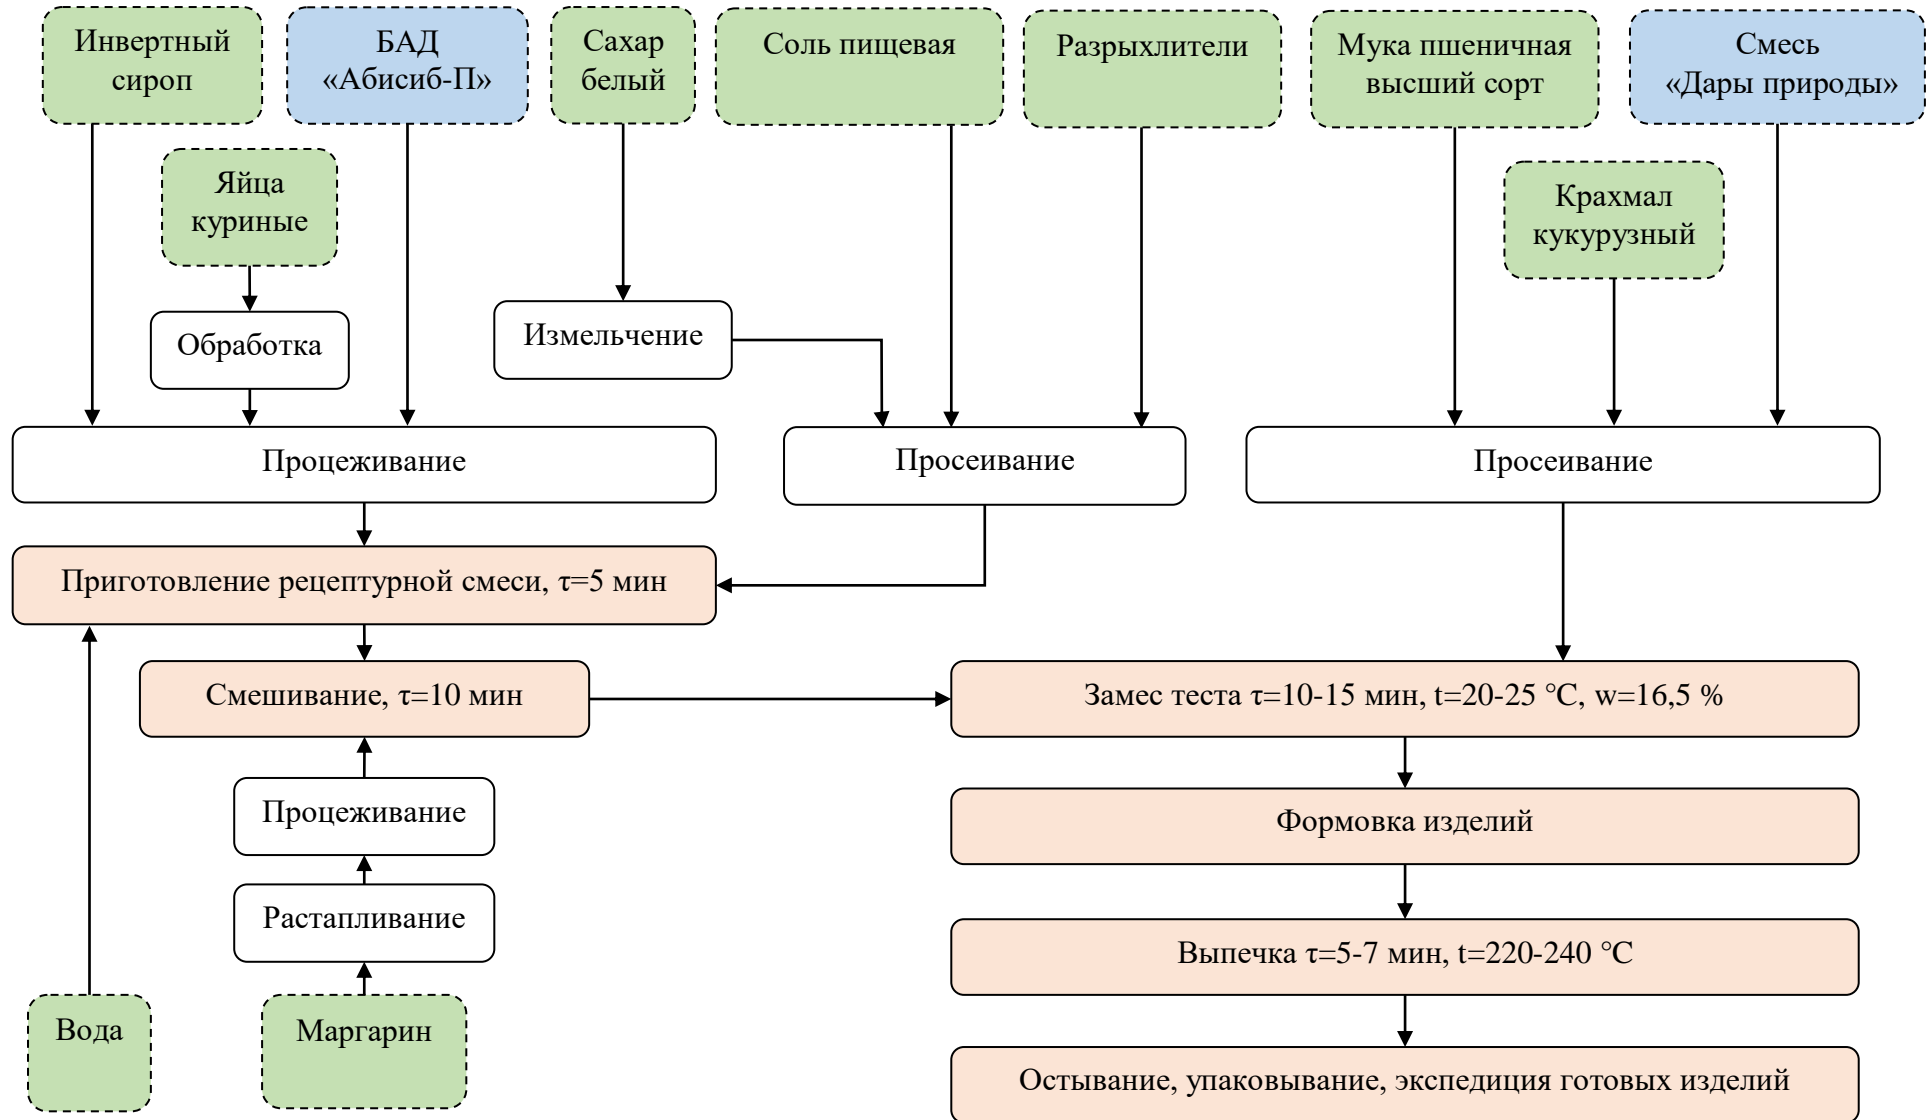 Инвертный
сироп
БАД
«Абисиб-П»
Сахар
белый
Соль пищевая
Разрыхлители
Мука пшеничная
высший сорт
Смесь
«Дары природы»
Яйца
куриные
Крахмал
кукурузный
Обработка
Измельчение
Процеживание
Просеивание
Просеивание
Приготовление рецептурной смеси, τ=5 мин
Смешивание, τ=10 мин
Замес теста τ=10-15 мин, t=20-25 °С, w=16,5 %
Процеживание
Формовка изделий
Растапливание
Выпечка τ=5-7 мин, t=220-240 °С
Вода
Маргарин
Остывание, упаковывание, экспедиция готовых изделий